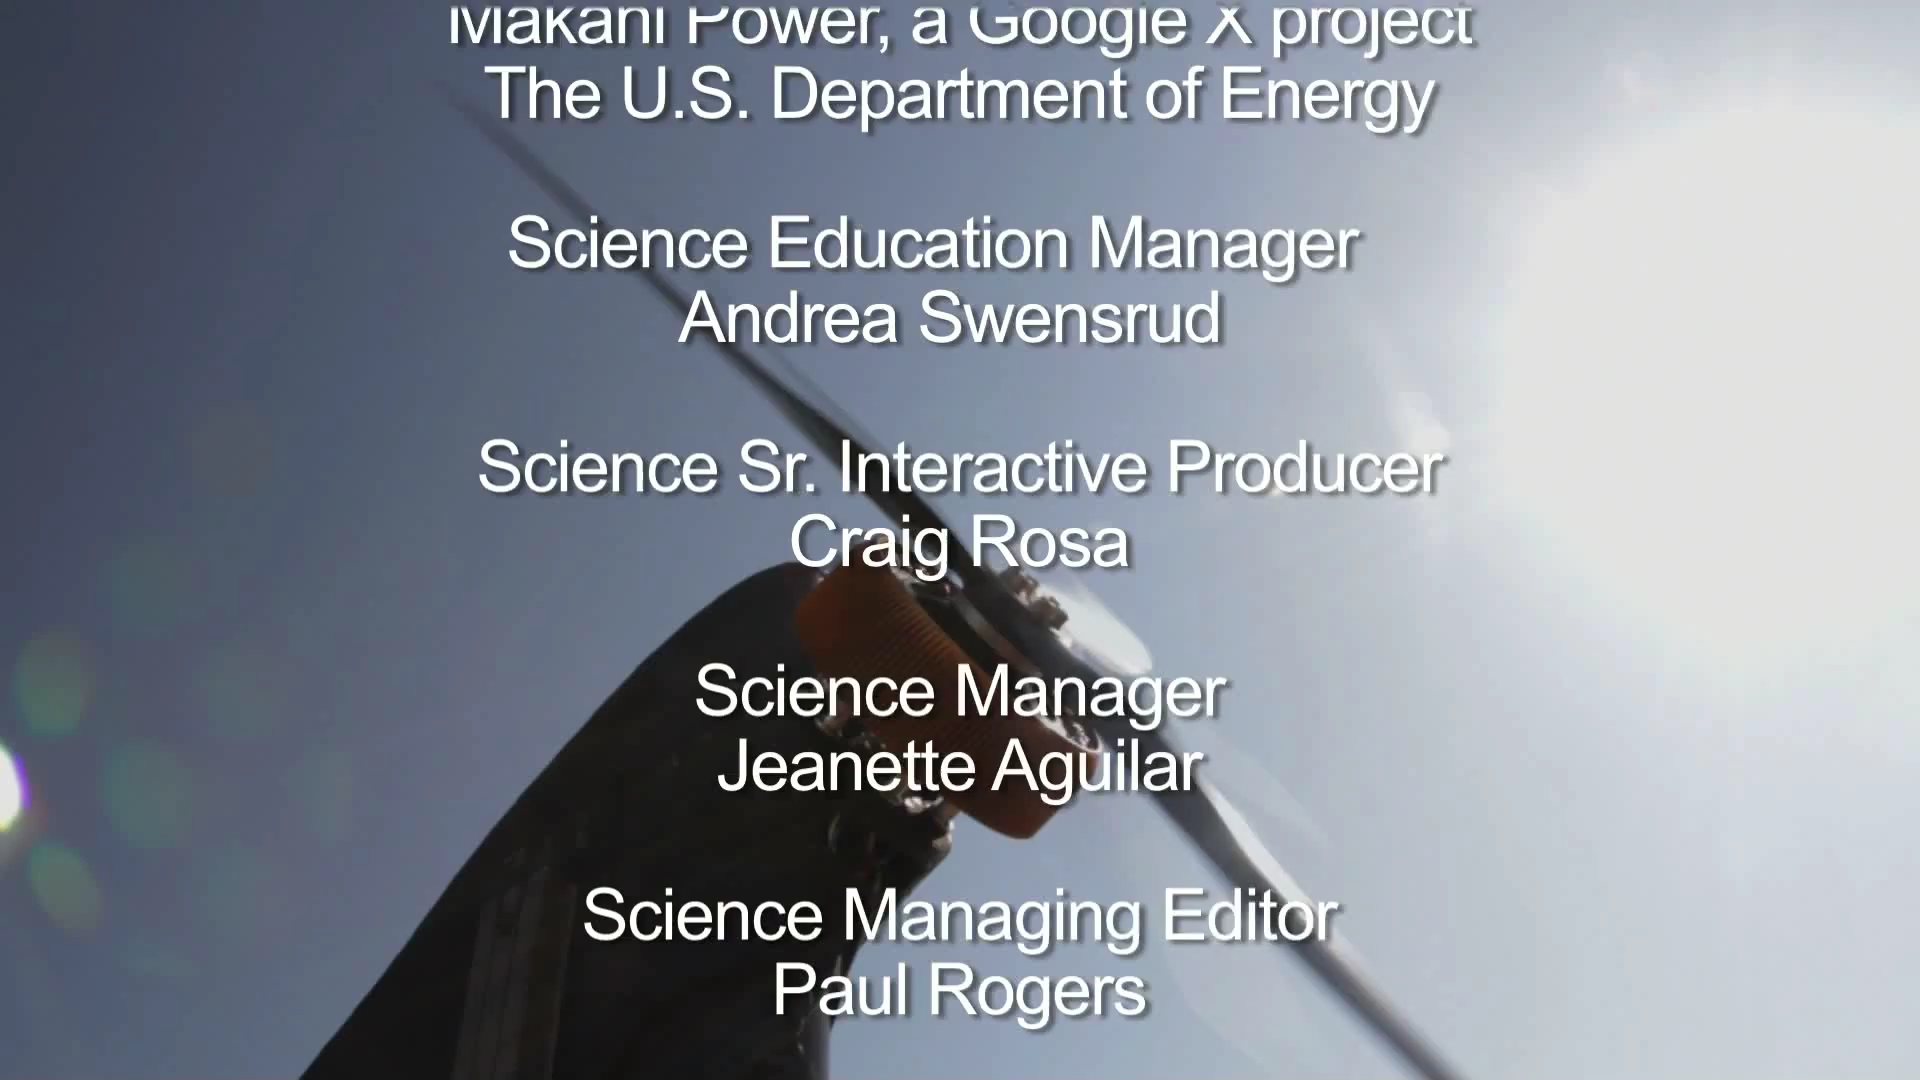 Makani Power, a Google X project
The U.S. Department of Energy
Science Education Manager
Andrea Swensrud
Science Sr. Interactive Producer
Craig Rosa
Science Manager
Jeanette Aguilar
Science Managing Editor
Paul Rogers